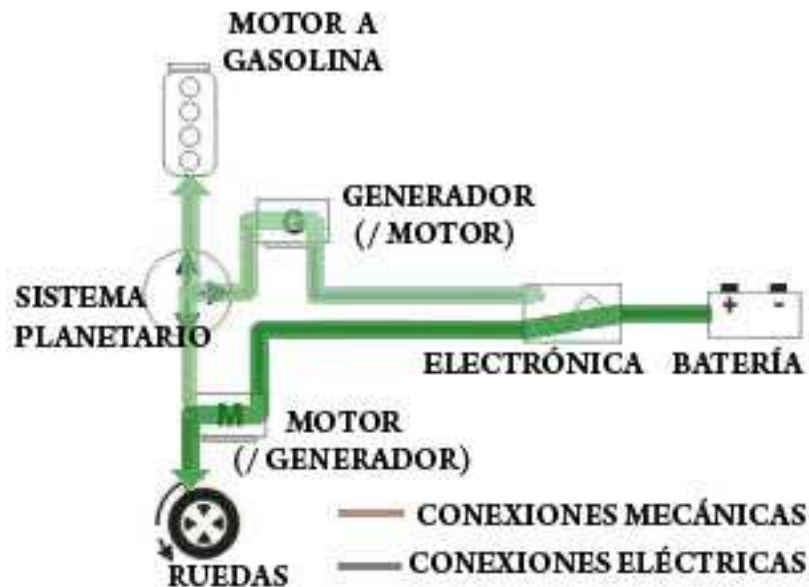 MOTOR A
GASOLINA
GENERADOR
(/ MOTOR)
G
SISTEMA
PLANETARIO
+ -
ELECTRÓNICA
BATERÍA
M
MOTOR
(/ GENERADOR)
RUEDAS
CONEXIONES MECÁNICAS
CONEXIONES ELÉCTRICAS